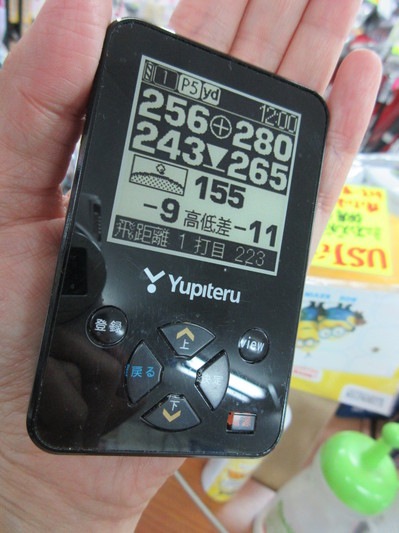 1 P5 yd 12:00
256 280
243 265
155
-9 高低差 -11
飛距離 1 打目 223
Yupiteru
登録
上
view
戻る
決定
下
UST